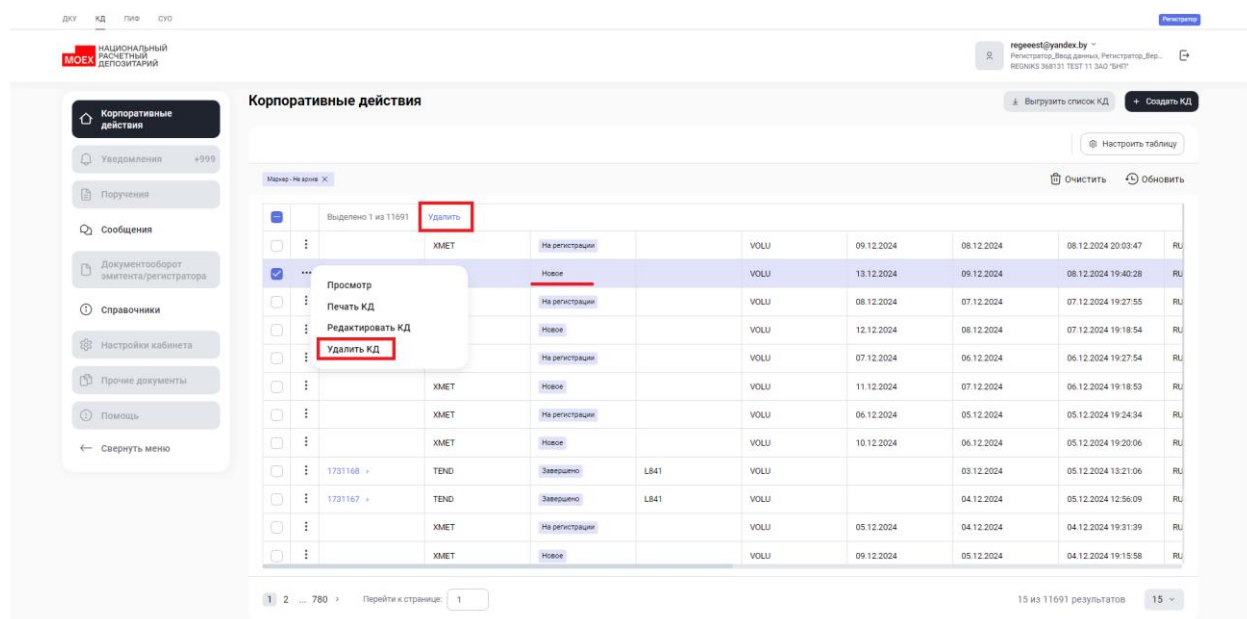 ДКУ КД ПИФ СУО Регистратор
MOEX НАЦИОНАЛЬНЫЙ
РАСЧЕТНЫЙ
ДЕПОЗИТАРИЙ
regeeest@yandex.by
Регистратор_Ввод данных, Регистратор_Вер...
REGNIKS 368131 TEST 11 ЗАО "БНП"
Корпоративные
действия
Уведомления +999
Поручения
Сообщения
Документооборот
эмитента/регистратора
Справочники
Настройки кабинета
Прочие документы
Помощь
Свернуть меню
Корпоративные действия
Выгрузить список КД + Создать КД
Настроить таблицу
Маркер - Не архив X Очистить Обновить
Выделено 1 из 11691 Удалить
XMET На регистрации VOLU 09.12.2024 08.12.2024 08.12.2024 20:03:47 RU
Новое VOLU 13.12.2024 09.12.2024 08.12.2024 19:40:28 RU
На регистрации VOLU 08.12.2024 07.12.2024 07.12.2024 19:27:55 RU
Новое VOLU 12.12.2024 08.12.2024 07.12.2024 19:18:54 RU
На регистрации VOLU 07.12.2024 06.12.2024 06.12.2024 19:27:54 RU
XMET Новое VOLU 11.12.2024 07.12.2024 06.12.2024 19:18:53 RU
XMET На регистрации VOLU 06.12.2024 05.12.2024 05.12.2024 19:24:34 RU
XMET Новое VOLU 10.12.2024 06.12.2024 05.12.2024 19:20:06 RU
1731168 TEND Завершено L841 VOLU 03.12.2024 05.12.2024 13:21:06 RU
1731167 TEND Завершено L841 VOLU 04.12.2024 05.12.2024 12:56:09 RU
XMET На регистрации VOLU 05.12.2024 04.12.2024 04.12.2024 19:31:39 RU
XMET Новое VOLU 09.12.2024 05.12.2024 04.12.2024 19:15:58 RU
Просмотр
Печать КД
Редактировать КД
Удалить КД
1 2 ... 780 > Перейти к странице: 1 15 из 11691 результатов 15